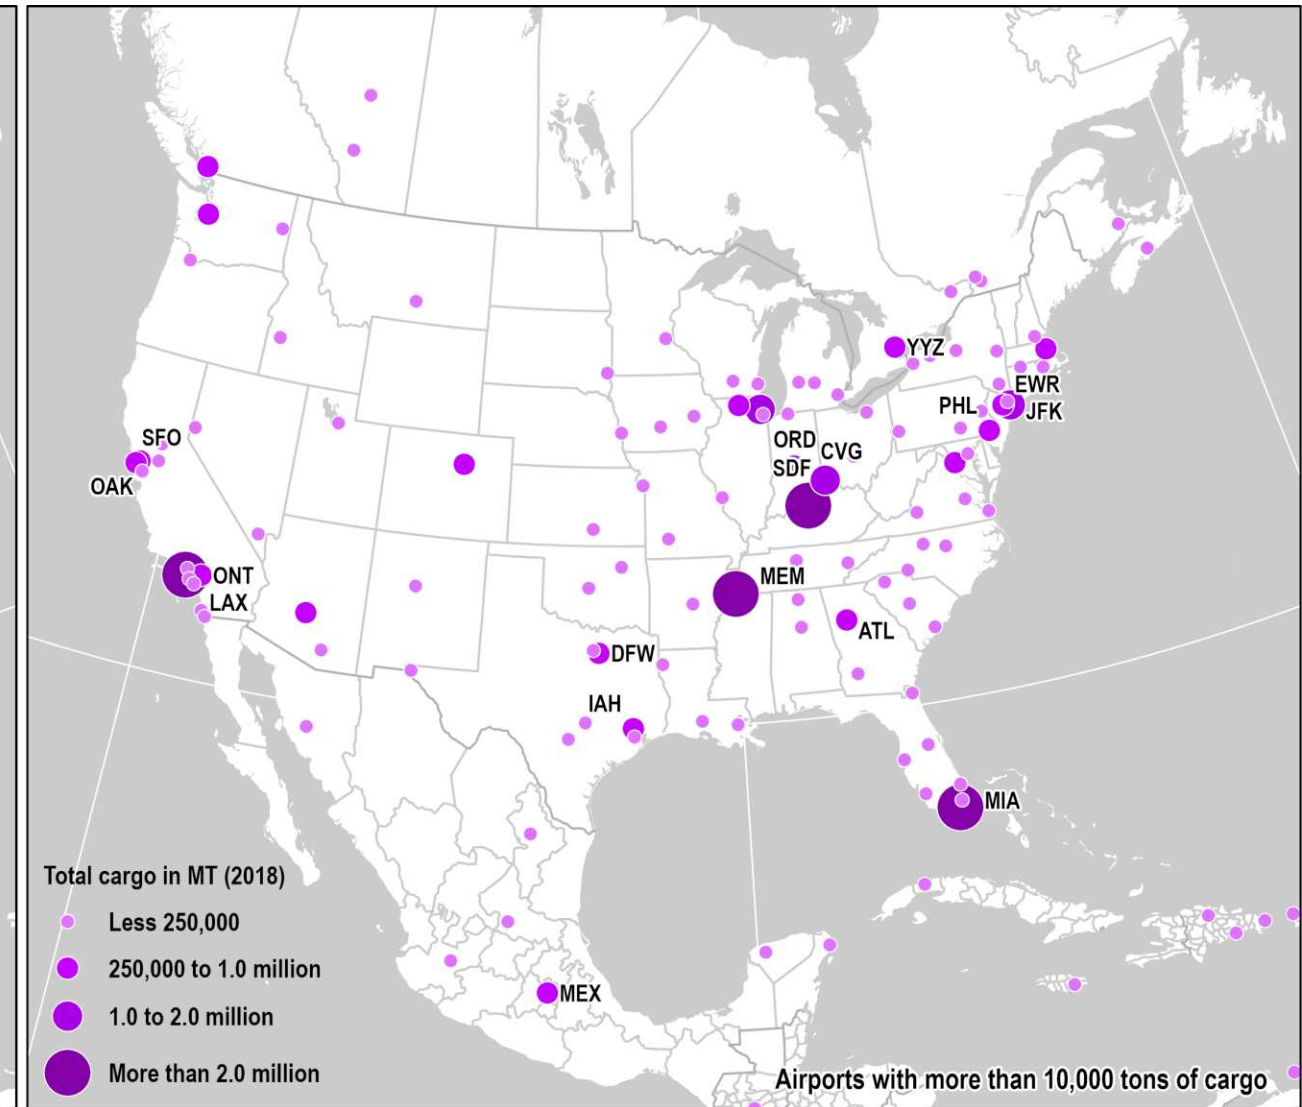 YYZ
EWR
PHL
JFK
SFO
ORD
CVG
SDF
OAK
MEM
ONT
LAX
ATL
DFW
IAH
MIA
Total cargo in MT (2018)
Less 250,000
250,000 to 1.0 million
MEX
1.0 to 2.0 million
More than 2.0 million
Airports with more than 10,000 tons of cargo